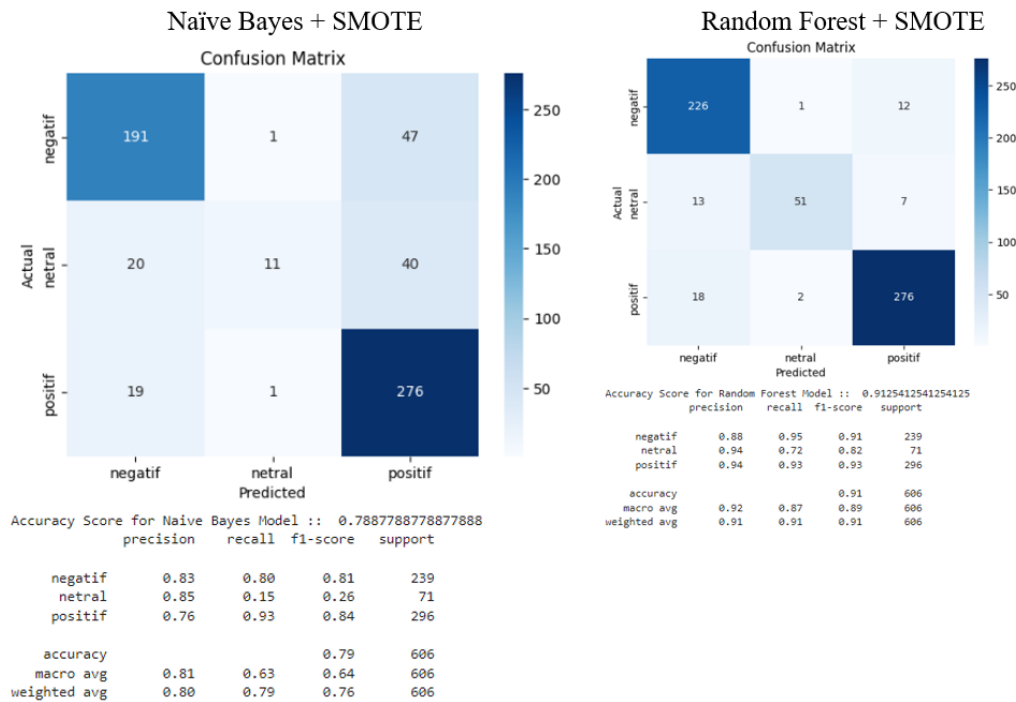 Naïve Bayes + SMOTE
Confusion Matrix
negatif 191 1 47
netral 20 11 40
positif 19 1 276
Actual
negatif netral positif
Predicted
250
200
150
100
50
Accuracy Score for Naive Bayes Model :: 0.7887788778877888
precision recall f1-score support
negatif 0.83 0.80 0.81 239
netral 0.85 0.15 0.26 71
positif 0.76 0.93 0.84 296
accuracy 0.79 606
macro avg 0.81 0.63 0.64 606
weighted avg 0.80 0.79 0.76 606
Random Forest + SMOTE
Confusion Matrix
negatif 226 1 12
netral 13 51 7
positif 18 2 276
Actual
negatif netral positif
Predicted
250
200
150
100
50
Accuracy Score for Random Forest Model :: 0.9125412541254125
precision recall f1-score support
negatif 0.88 0.95 0.91 239
netral 0.94 0.72 0.82 71
positif 0.94 0.93 0.93 296
accuracy 0.91 606
macro avg 0.92 0.87 0.89 606
weighted avg 0.91 0.91 0.91 606